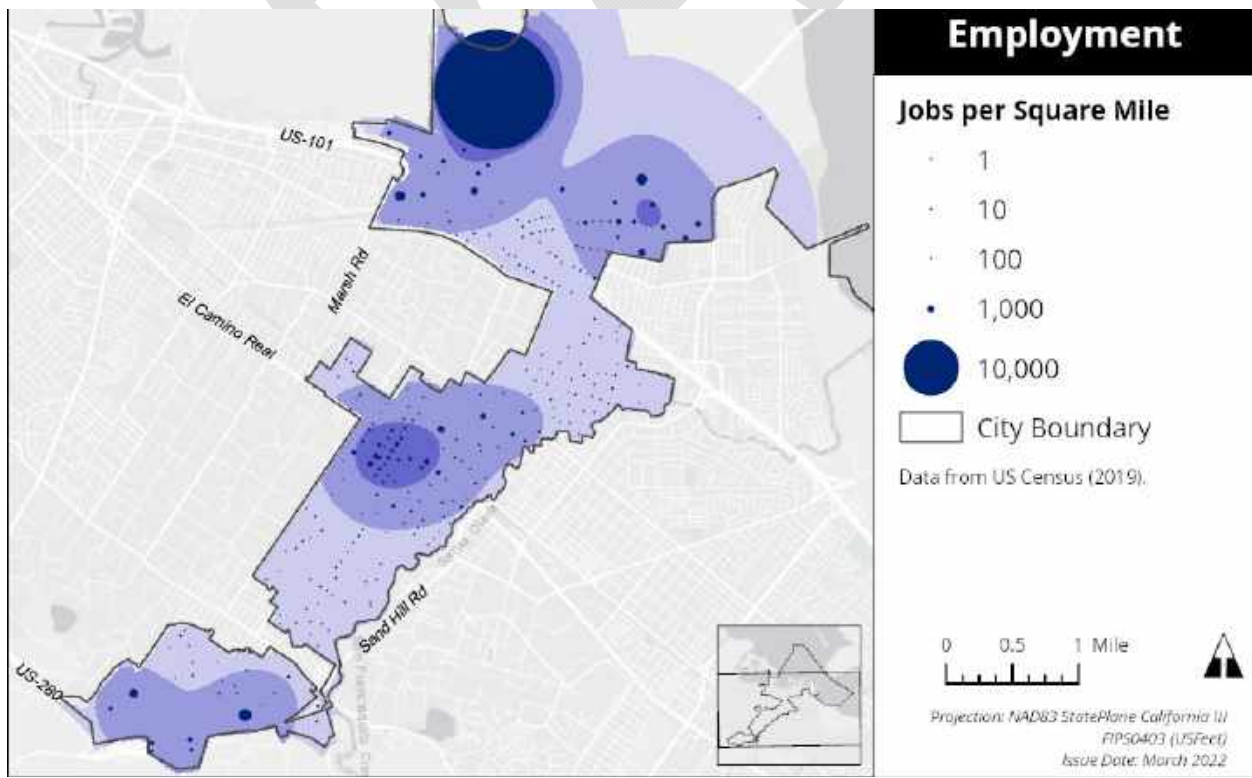 Employment
Jobs per Square Mile
1
10
100
1,000
10,000
City Boundary
Data from US Census (2019).
0 0.5 1 Mile
Projection: NAD83 StatePlane California III
FIPS0403 (USFeet)
Issue Date: March 2022
US-101
Marsh Rd
El Camino Real
Sand Hill Rd
US-280